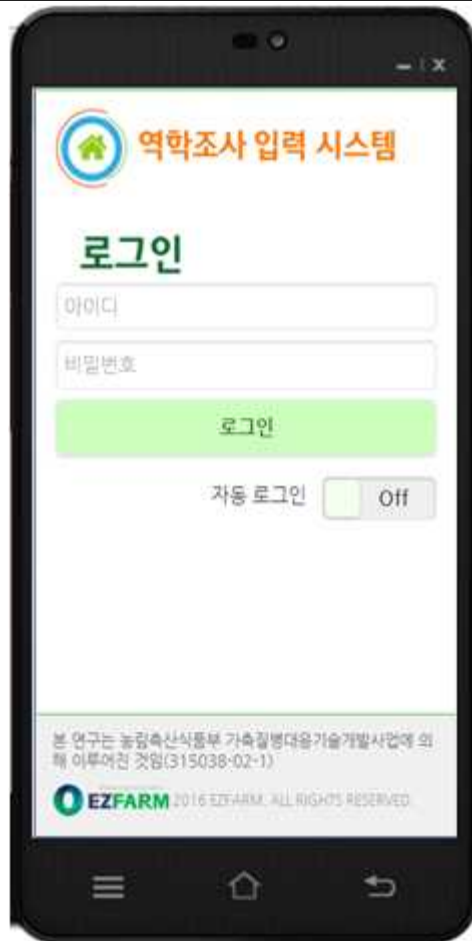 역학조사 입력 시스템
로그인
아이디
비밀번호
로그인
자동 로그인 Off
본 연구는 농림축산식품부 가축질병대응기술개발사업에 의
해 이루어진 것임(315038-02-1)
EZFARM 2016 EZFARM. ALL RIGHTS RESERVED.